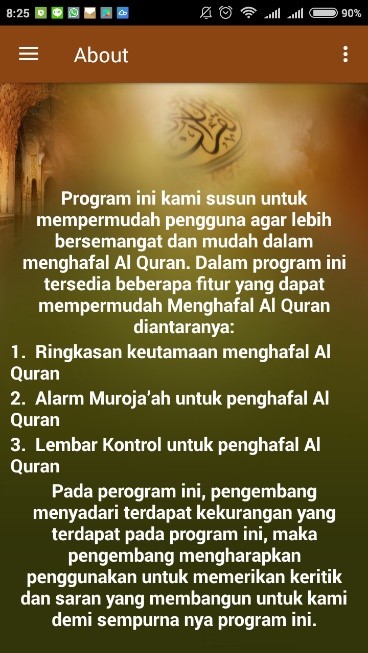 8:25
90%
About
Program ini kami susun untuk
mempermudah pengguna agar lebih
bersemangat dan mudah dalam
menghafal Al Quran. Dalam program ini
tersedia beberapa fitur yang dapat
mempermudah Menghafal Al Quran
diantaranya:
1. Ringkasan keutamaan menghafal Al
Quran
2. Alarm Muroja’ah untuk penghafal Al
Quran
3. Lembar Kontrol untuk penghafal Al
Quran
Pada perogram ini, pengembang
menyadari terdapat kekurangan yang
terdapat pada program ini, maka
pengembang mengharapkan
penggunakan untuk memerikan keritik
dan saran yang membangun untuk kami
demi sempurna nya program ini.